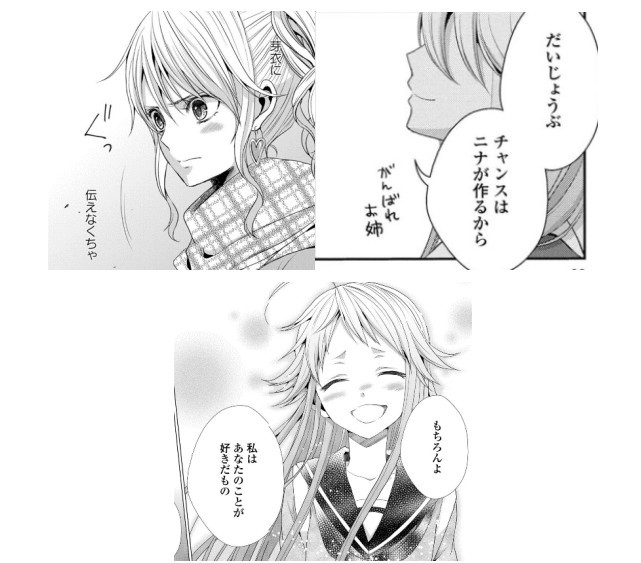 芽衣に
くっ
伝えなくちゃ
だいじょうぶ
チャンスは
ニナが作るから
がんばれ
お姉
もちろんよ
私は
あなたのことが
好きだもの